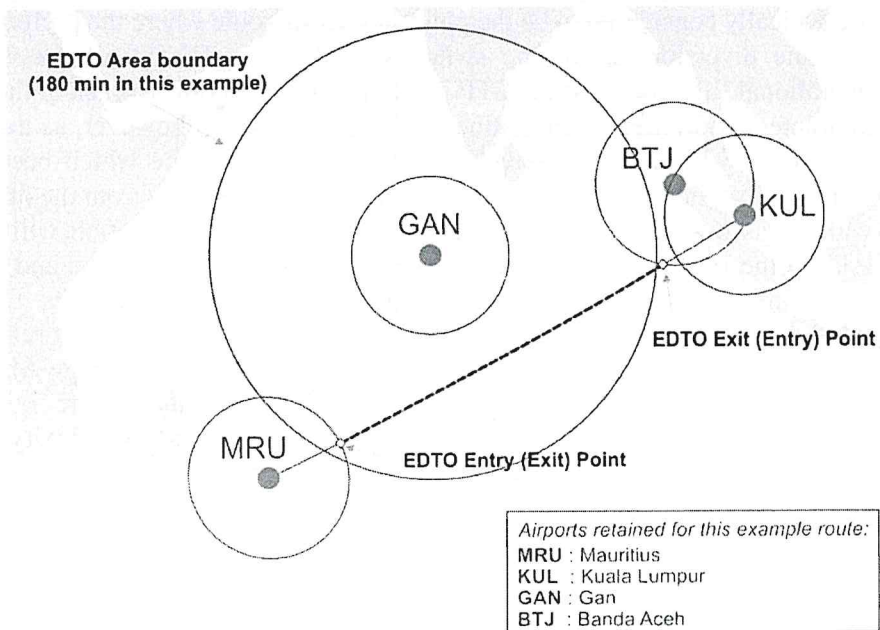 EDTO Area boundary
(180 min in this example)
BTJ
KUL
GAN
EDTO Exit (Entry) Point
MRU
EDTO Entry (Exit) Point
Airports retained for this example route:
MRU : Mauritius
KUL : Kuala Lumpur
GAN : Gan
BTJ : Banda Aceh